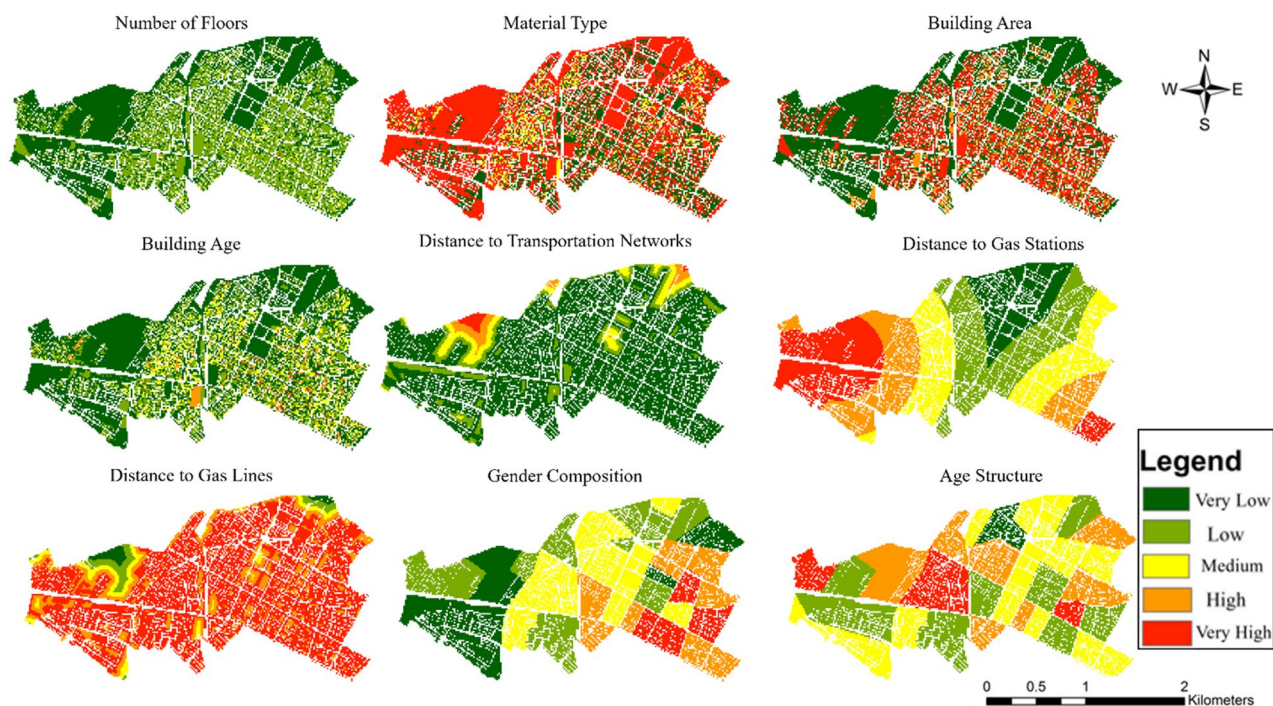 Number of Floors
Material Type
Building Area
N
W E
S
Building Age
Distance to Transportation Networks
Distance to Gas Stations
Distance to Gas Lines
Gender Composition
Age Structure
Legend
Very Low
Low
Medium
High
Very High
0 0.5 1 2
Kilometers